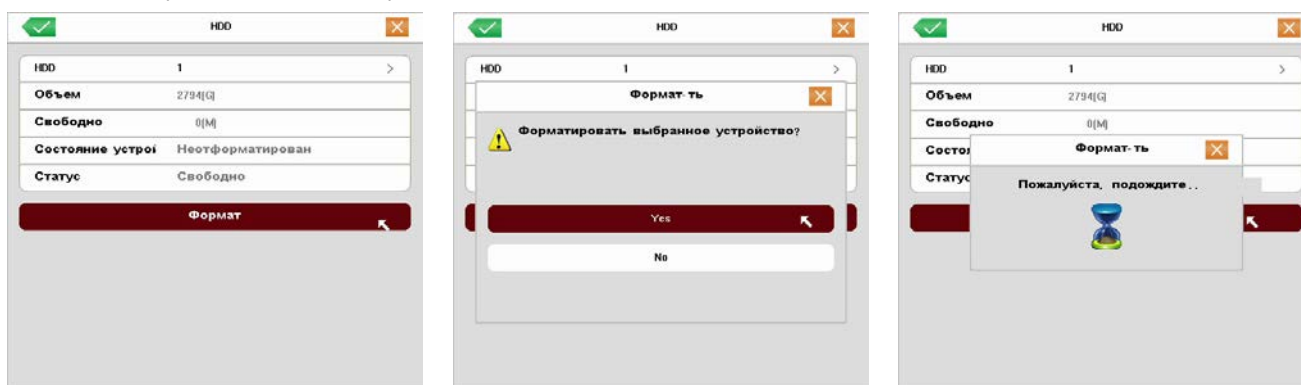 HDD
HDD 1 >
Объем 2794[G]
Свободно 0[M]
Состояние устрой Неотформатирован
Статус Свободно
Формат
HDD
HDD 1 >
Формат-ть
Форматировать выбранное устройство?
Yes
No
HDD
HDD 1 >
Объем 2794[G]
Свободно 0[M]
Состоя
Статус
Формат-ть
Пожалуйста, подождите..